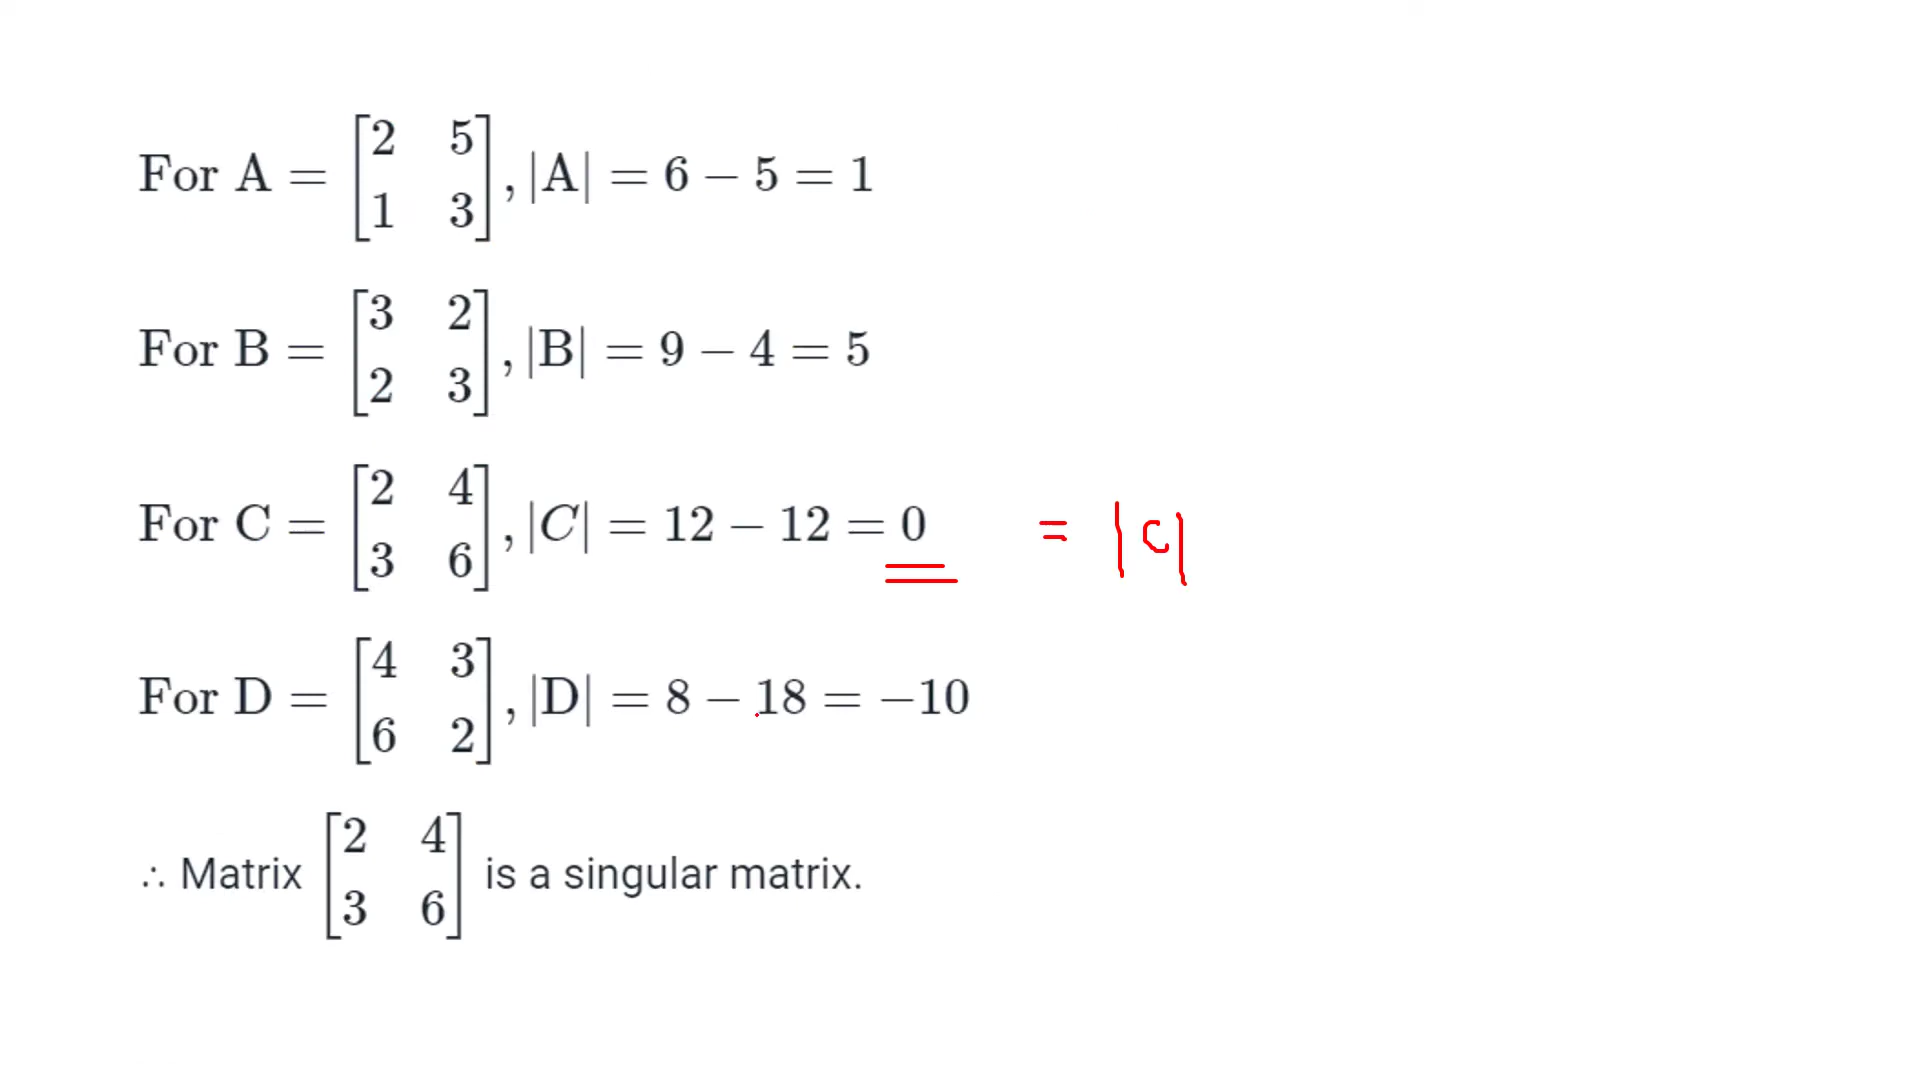 For A = [2 5
1 3], |A| = 6 − 5 = 1
For B = [3 2
2 3], |B| = 9 − 4 = 5
For C = [2 4
3 6], |C| = 12 − 12 = 0 = |C|
For D = [4 3
6 2], |D| = 8 − 18 = −10
∴ Matrix [2 4
3 6] is a singular matrix.